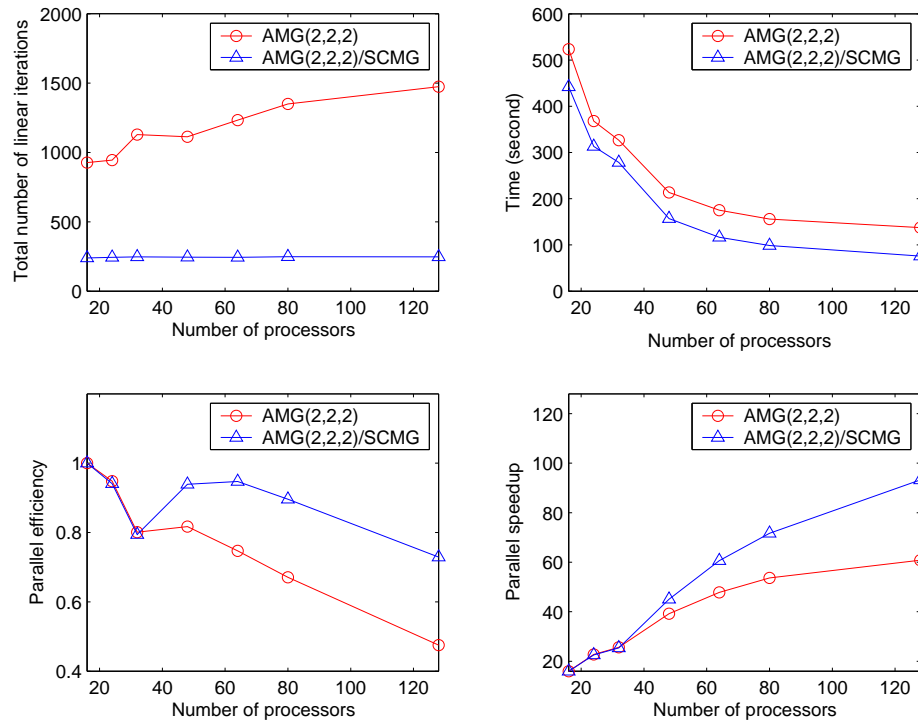 2000
1500
1000
500
0
Total number of linear iterations
AMG(2,2,2)
AMG(2,2,2)/SCMG
20 40 60 80 100 120
Number of processors
600
500
400
300
200
100
0
Time (second)
AMG(2,2,2)
AMG(2,2,2)/SCMG
20 40 60 80 100 120
Number of processors
1
0.8
0.6
0.4
Parallel efficiency
AMG(2,2,2)
AMG(2,2,2)/SCMG
20 40 60 80 100 120
Number of processors
120
100
80
60
40
20
Parallel speedup
AMG(2,2,2)
AMG(2,2,2)/SCMG
20 40 60 80 100 120
Number of processors